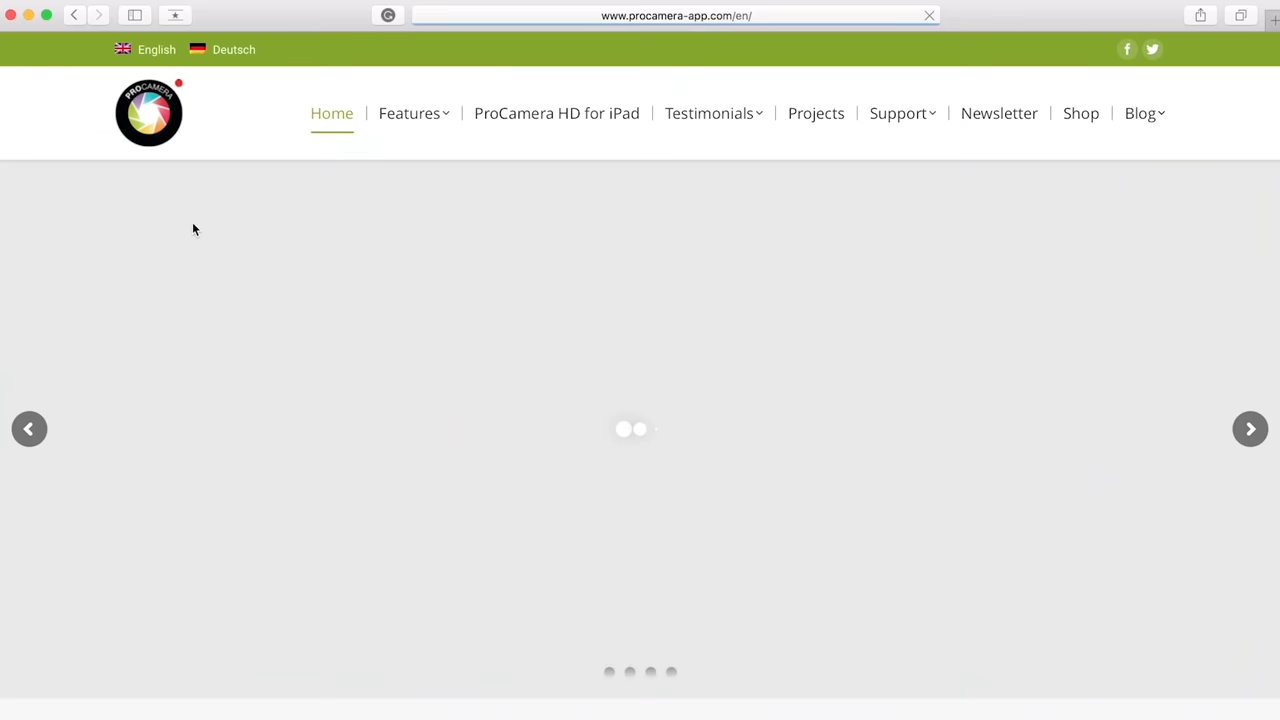 www.procamera-app.com/en/
English Deutsch
PROCAMERA
Home Features ProCamera HD for iPad Testimonials Projects Support Newsletter Shop Blog